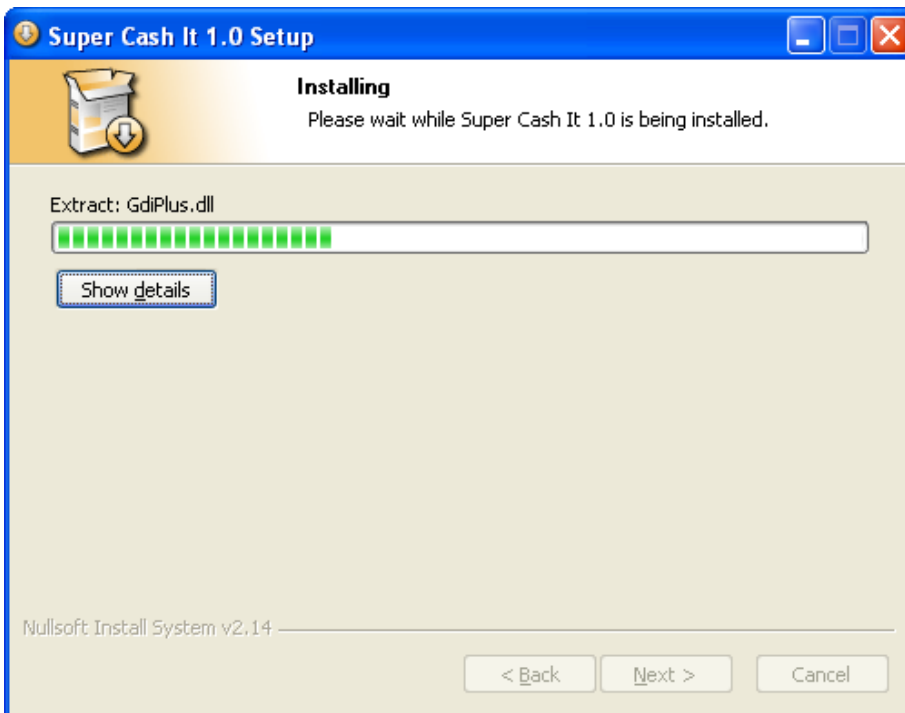 Super Cash It 1.0 Setup
Installing
Please wait while Super Cash It 1.0 is being installed.
Extract: GdiPlus.dll
Show details
Nullsoft Install System v2.14
< Back
Next >
Cancel